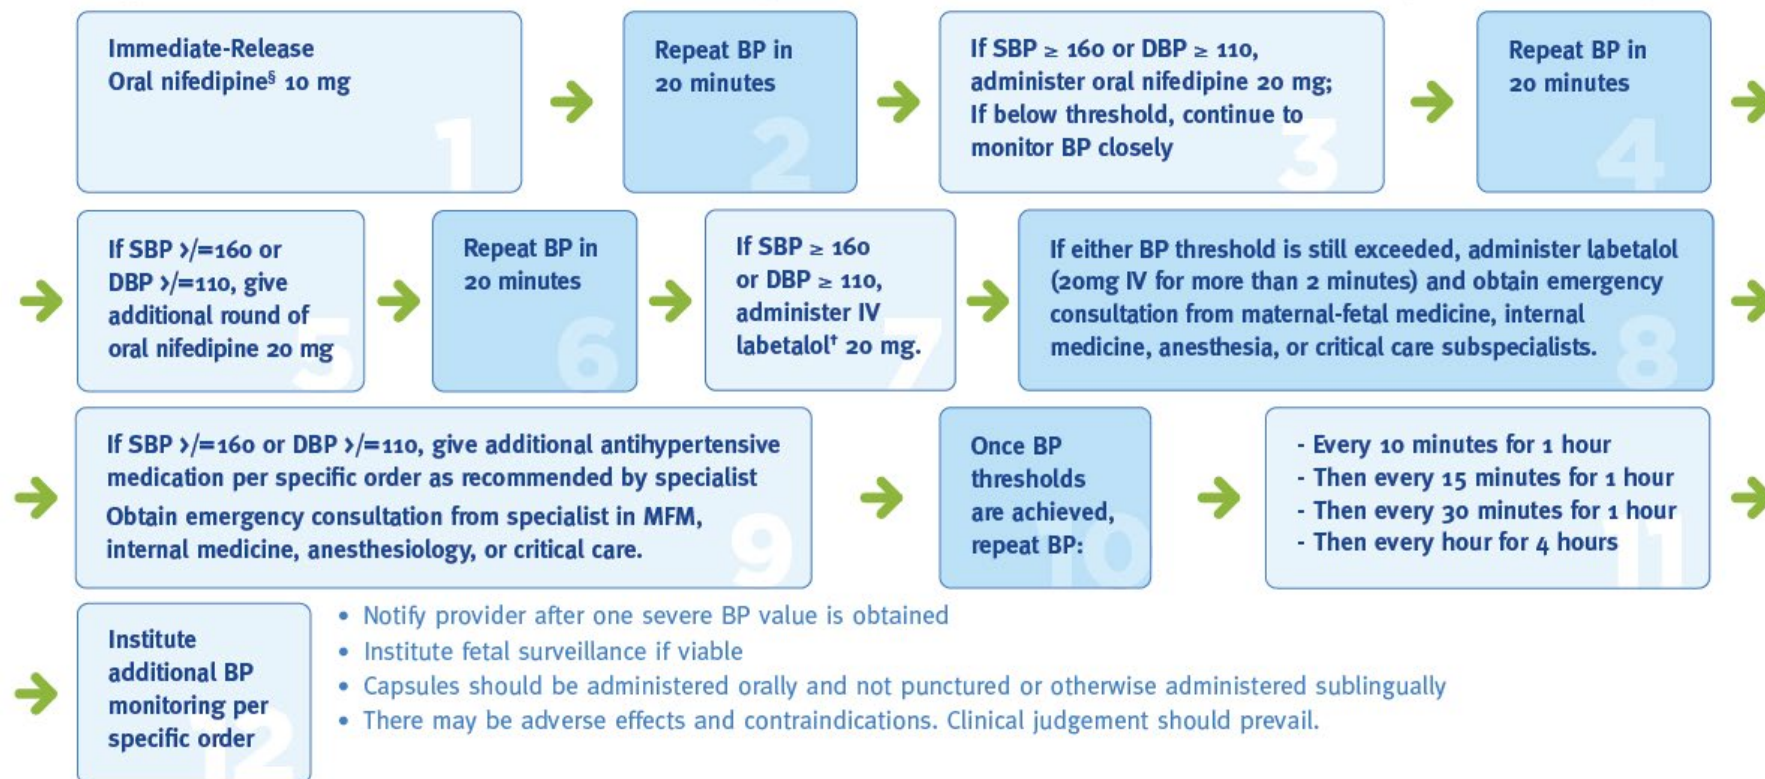 Immediate-Release
Oral nifedipine§ 10 mg
1
Repeat BP in
20 minutes
2
If SBP ≥ 160 or DBP ≥ 110,
administer oral nifedipine 20 mg;
If below threshold, continue to
monitor BP closely
3
Repeat BP in
20 minutes
4
If SBP >/=160 or
DBP >/=110, give
additional round of
oral nifedipine 20 mg
5
Repeat BP in
20 minutes
6
If SBP ≥ 160
or DBP ≥ 110,
administer IV
labetalol† 20 mg.
7
If either BP threshold is still exceeded, administer labetalol
(20mg IV for more than 2 minutes) and obtain emergency
consultation from maternal-fetal medicine, internal
medicine, anesthesia, or critical care subspecialists.
8
If SBP >/=160 or DBP >/=110, give additional antihypertensive
medication per specific order as recommended by specialist
Obtain emergency consultation from specialist in MFM,
internal medicine, anesthesiology, or critical care.
9
Once BP
thresholds
are achieved,
repeat BP:
10
- Every 10 minutes for 1 hour
- Then every 15 minutes for 1 hour
- Then every 30 minutes for 1 hour
- Then every hour for 4 hours
11
Institute
additional BP
monitoring per
specific order
12
• Notify provider after one severe BP value is obtained
• Institute fetal surveillance if viable
• Capsules should be administered orally and not punctured or otherwise administered sublingually
• There may be adverse effects and contraindications. Clinical judgement should prevail.